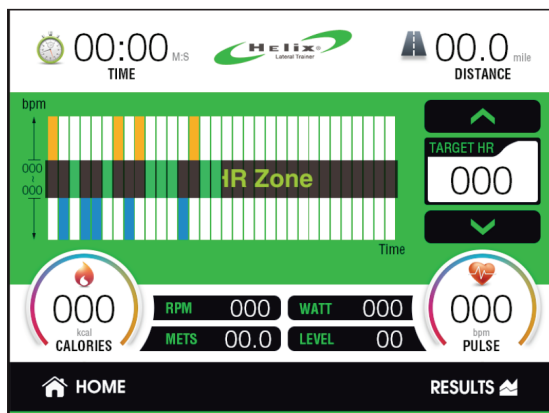 00:00 M:S
TIME
HELIX®
Lateral Trainer
00.0 mile
DISTANCE
bpm
000
000
HR Zone
Time
TARGET HR
000
000
kcal
CALORIES
RPM 000
WATT 000
METS 00.0
LEVEL 00
000
bpm
PULSE
HOME
RESULTS